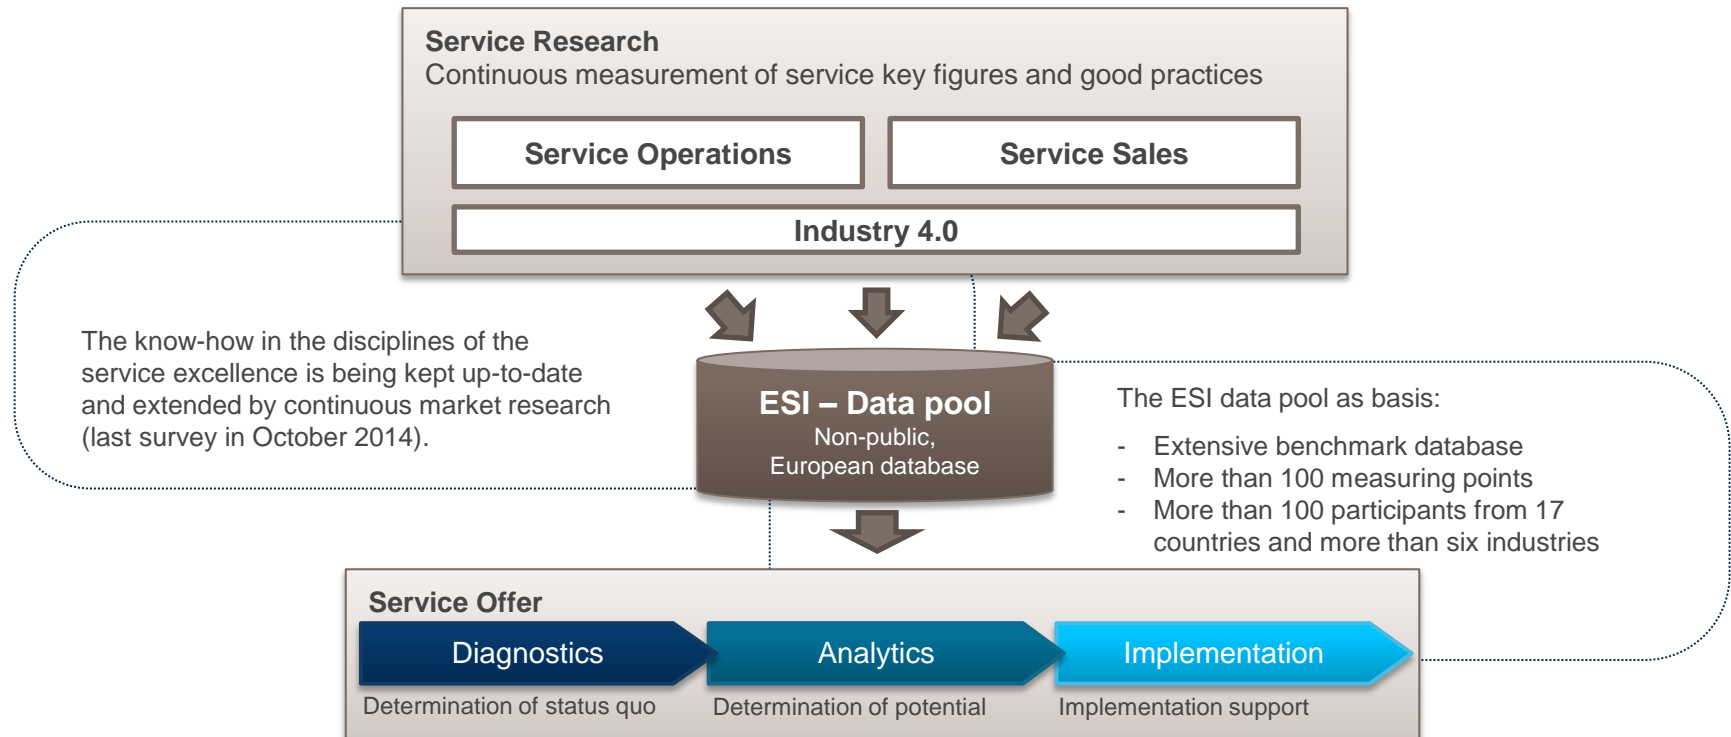 Service Research
Continuous measurement of service key figures and good practices
Service Operations
Service Sales
Industry 4.0
The know-how in the disciplines of the
service excellence is being kept up-to-date
and extended by continuous market research
(last survey in October 2014).
ESI – Data pool
Non-public,
European database
The ESI data pool as basis:
- Extensive benchmark database
- More than 100 measuring points
- More than 100 participants from 17
countries and more than six industries
Service Offer
Diagnostics
Analytics
Implementation
Determination of status quo
Determination of potential
Implementation support